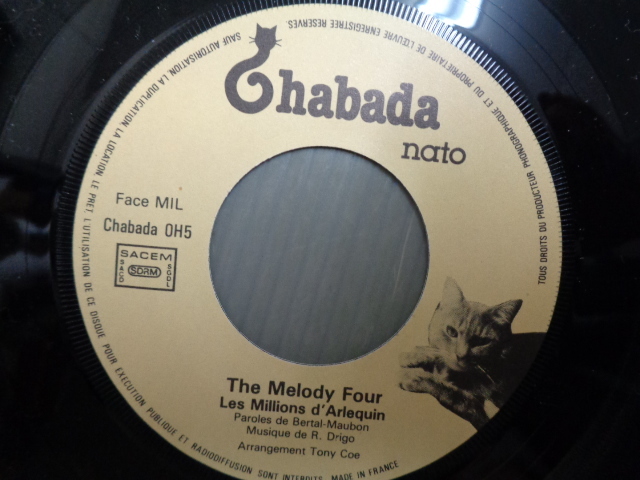 Chabada
nato
Face MIL
Chabada OH5
SACEM
SACD
SDRM
SGDL
The Melody Four
Les Millions d'Arlequin
Paroles de Bertal-Maubon
Musique de R. Drigo
Arrangement Tony Coe
TOUS DROITS DU PRODUCTEUR PHONOGRAPHIQUE ET DU PROPRIETAIRE DE L'ŒUVRE ENREGISTREE RESERVES. SAUF AUTORISATION, LA DUPLICATION, LA LOCATION, LE PRET, L'UTILISATION DE CE DISQUE POUR EXECUTION PUBLIQUE ET RADIODIFFUSION SONT INTERDITS. MADE IN FRANCE